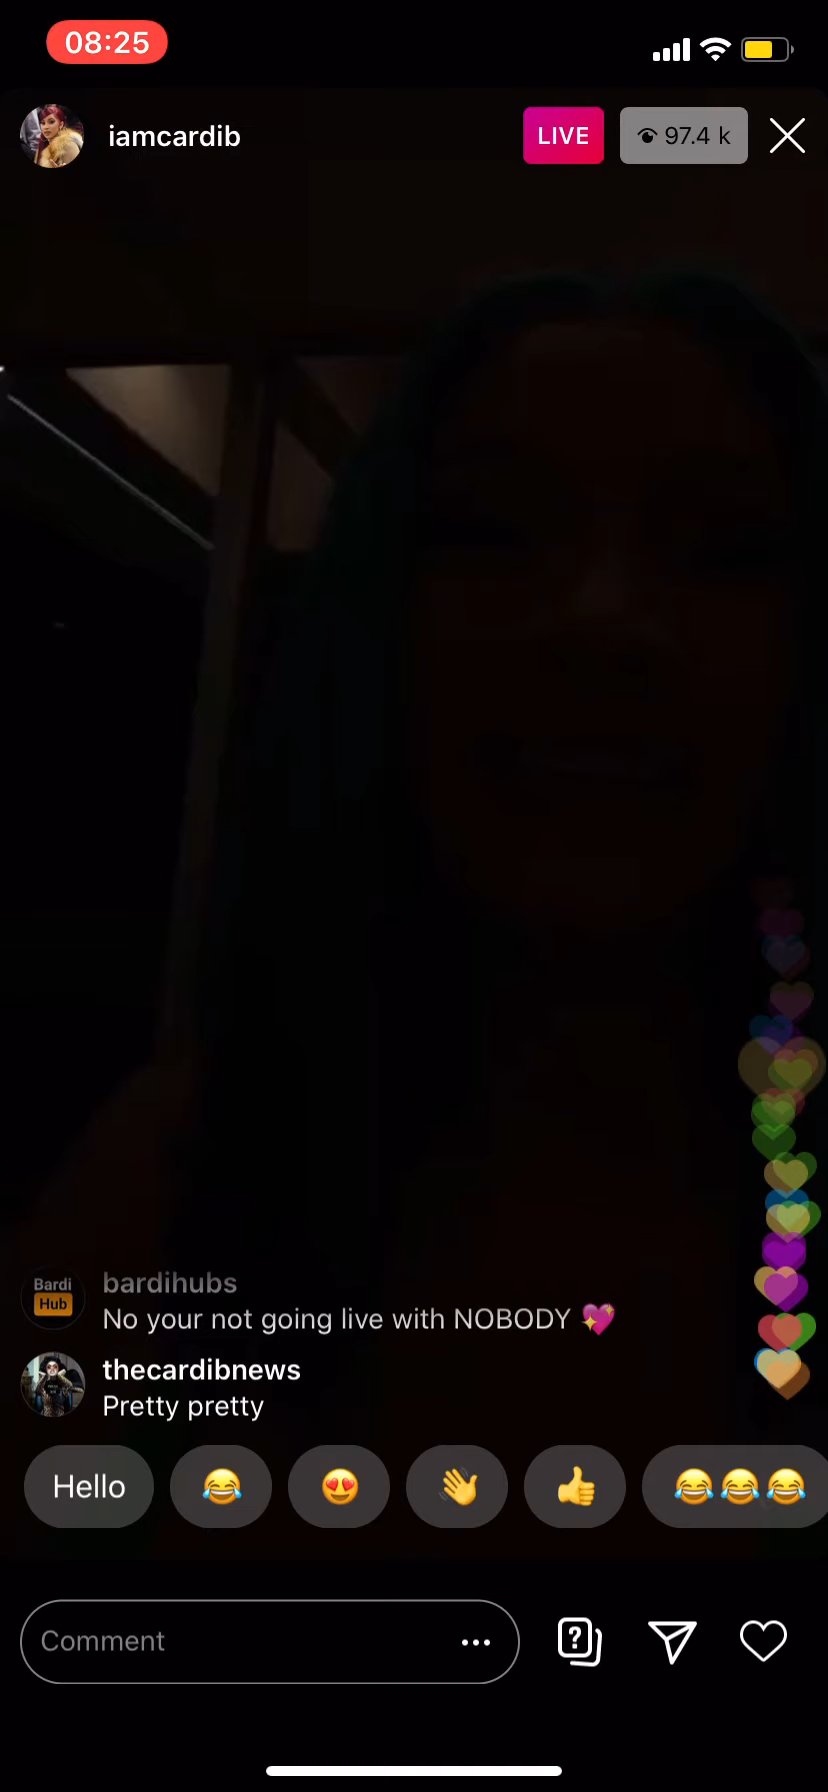 08:25
iamcardib
LIVE
97.4 k
Bardi
Hub
bardihubs
No your not going live with NOBODY 💖
thecardibnews
Pretty pretty
Hello
😂
😍
👋
👍
😂😂😂
Comment
?